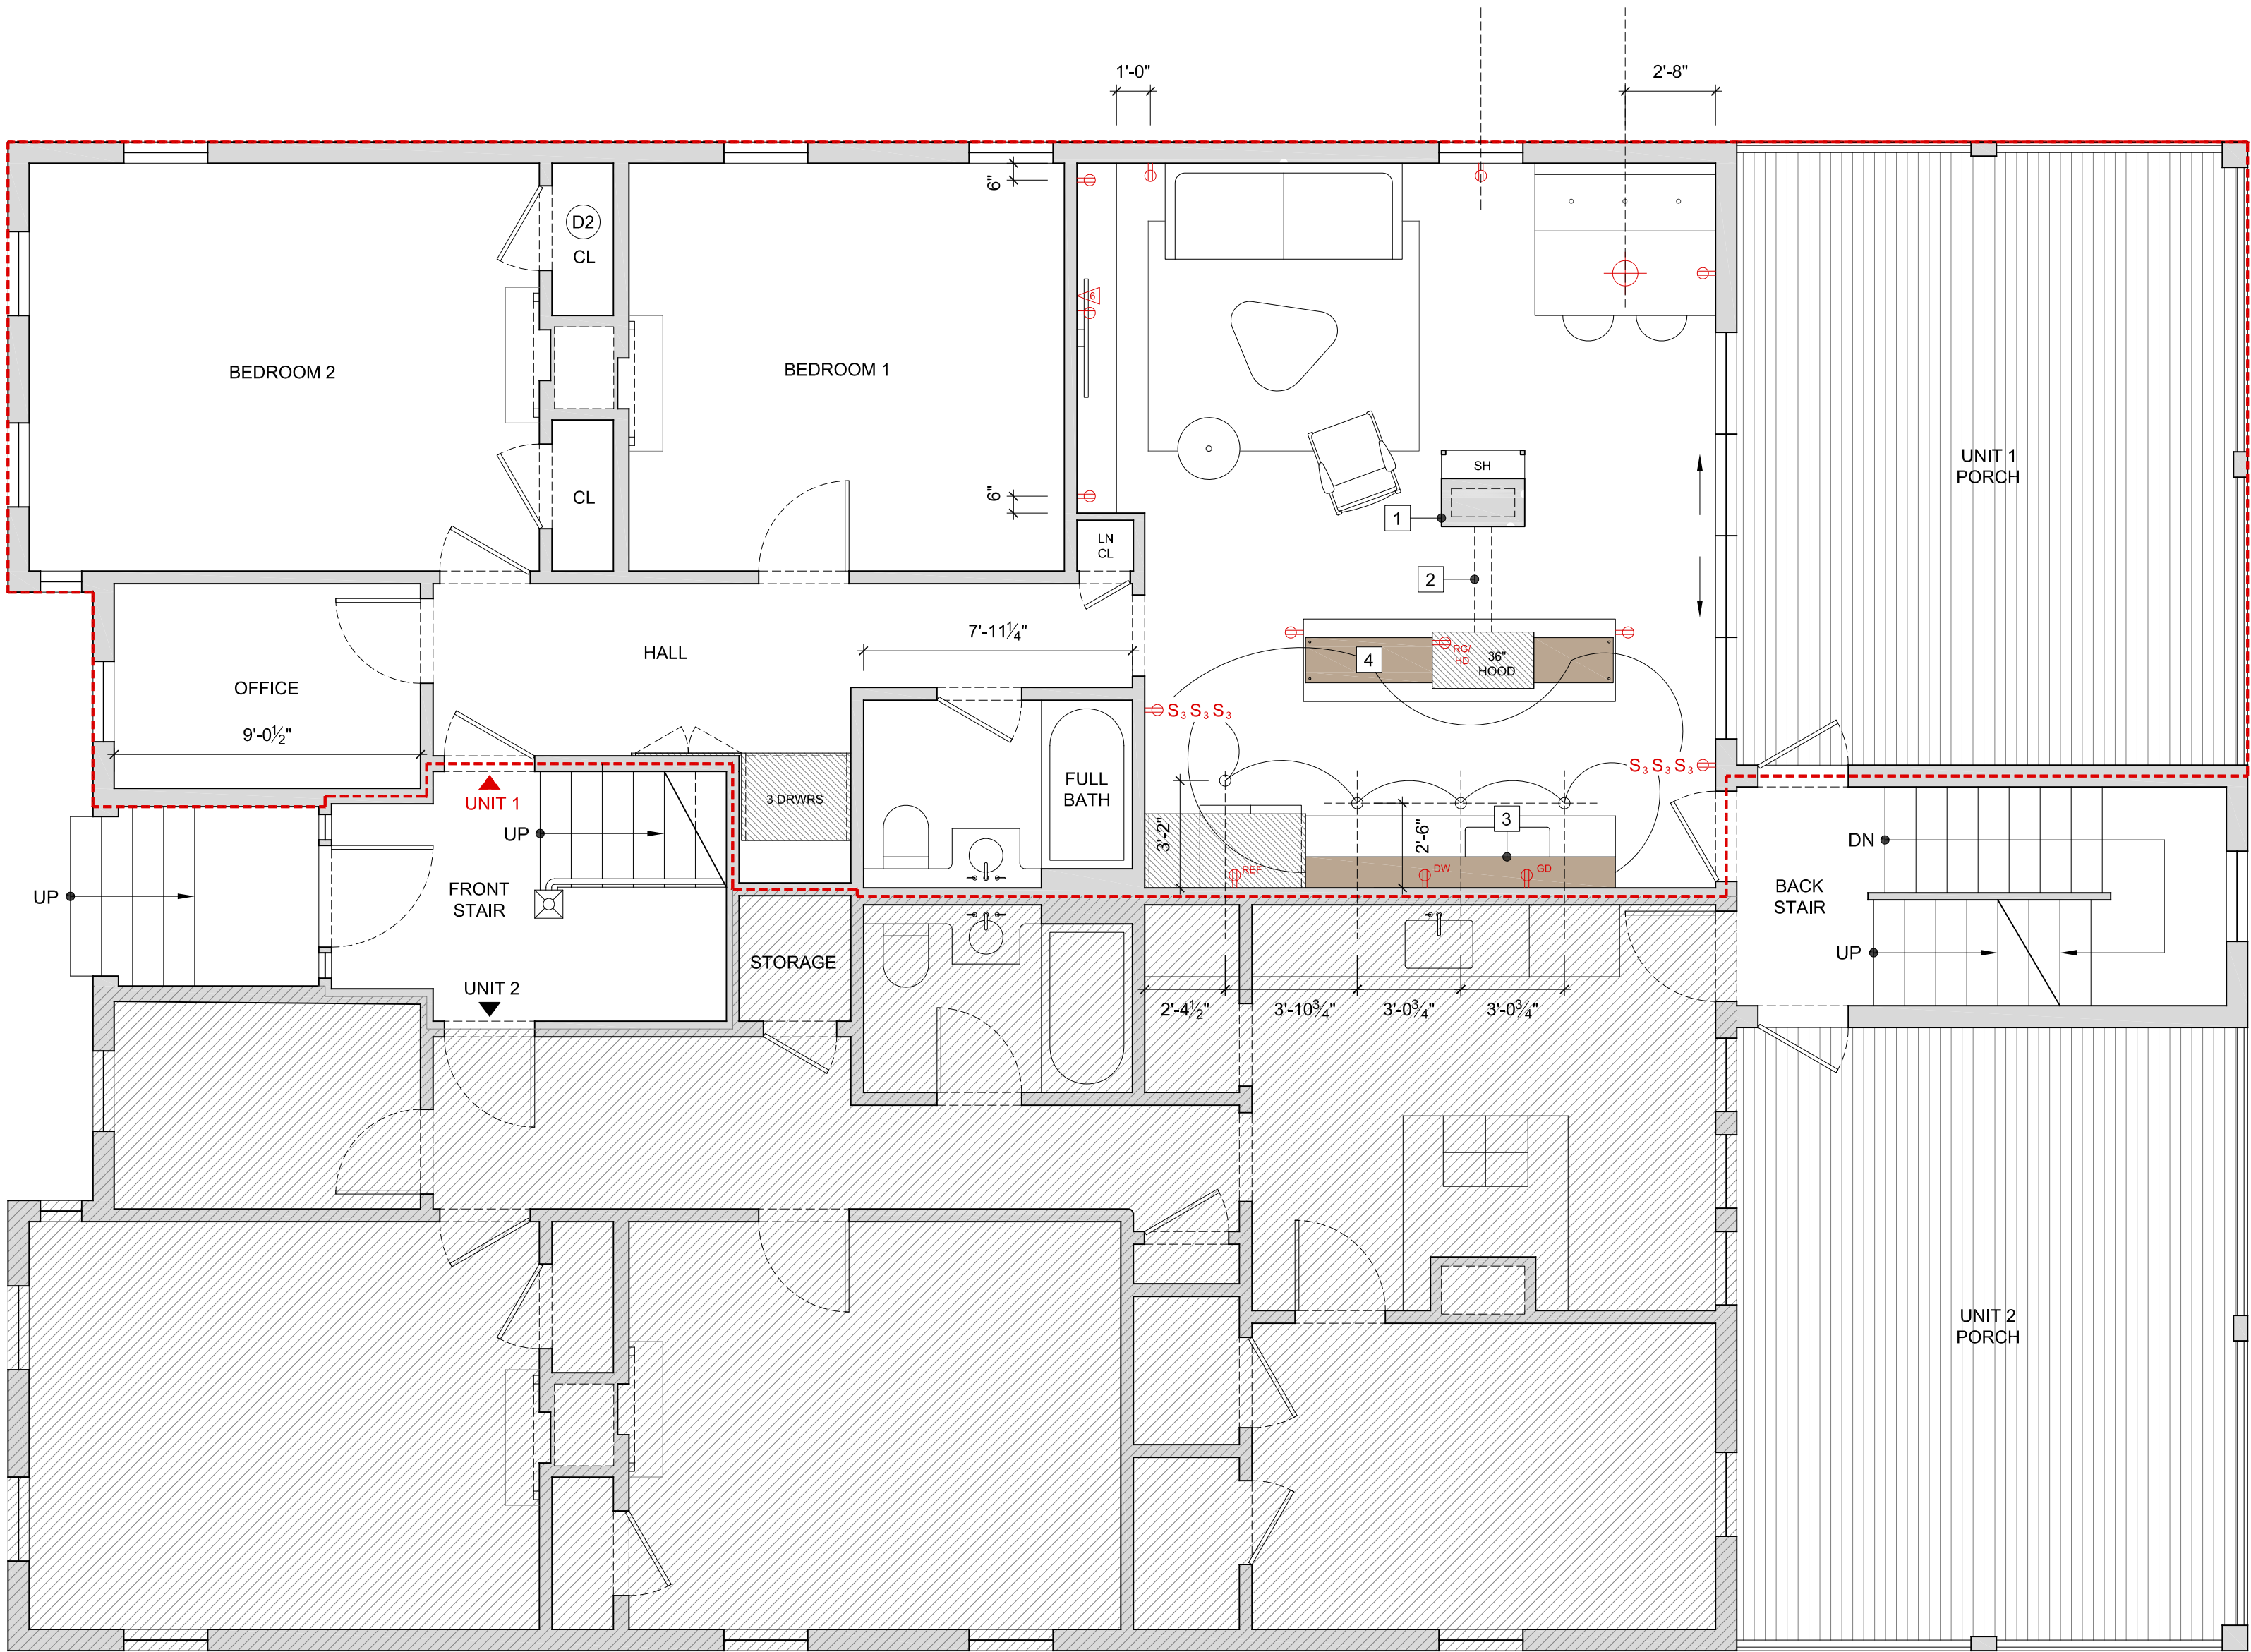 1'-0"
2'-8"
6"
D2
CL
6
BEDROOM 2
BEDROOM 1
UNIT 1
PORCH
SH
CL
6"
1
LN
CL
2
7'-11¼"
HALL
RG/
HD
36"
HOOD
4
OFFICE
9'-0½"
S₃ S₃ S₃
S₃ S₃ S₃
UNIT 1
3 DRWRS
FULL
BATH
UP
3'-2"
2'-6"
3
DN
REF
DW
GD
UP
FRONT
STAIR
BACK
STAIR
STORAGE
UP
UNIT 2
2'-4½"
3'-10¾"
3'-0¾"
3'-0¾"
UNIT 2
PORCH